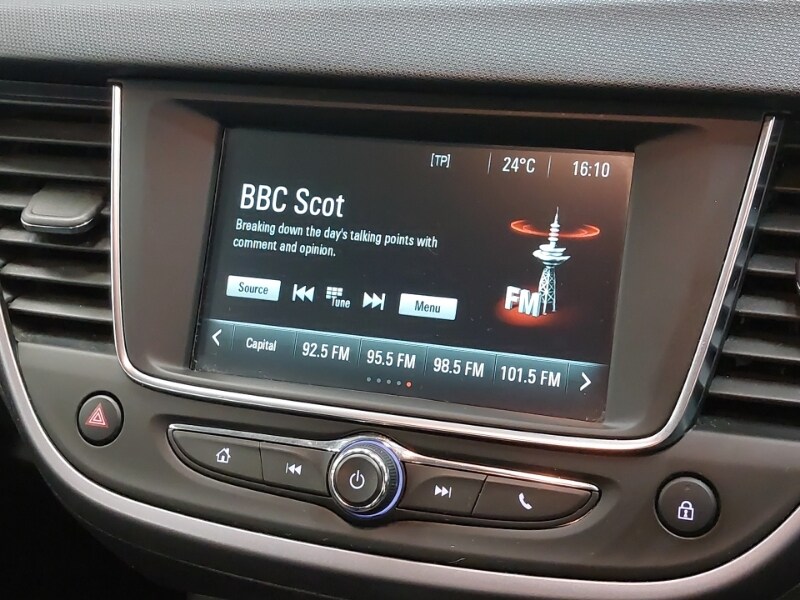 [TP] 24°C 16:10
BBC Scot
Breaking down the day's talking points with
comment and opinion.
FM
Source Tune Menu
Capital 92.5 FM 95.5 FM 98.5 FM 101.5 FM